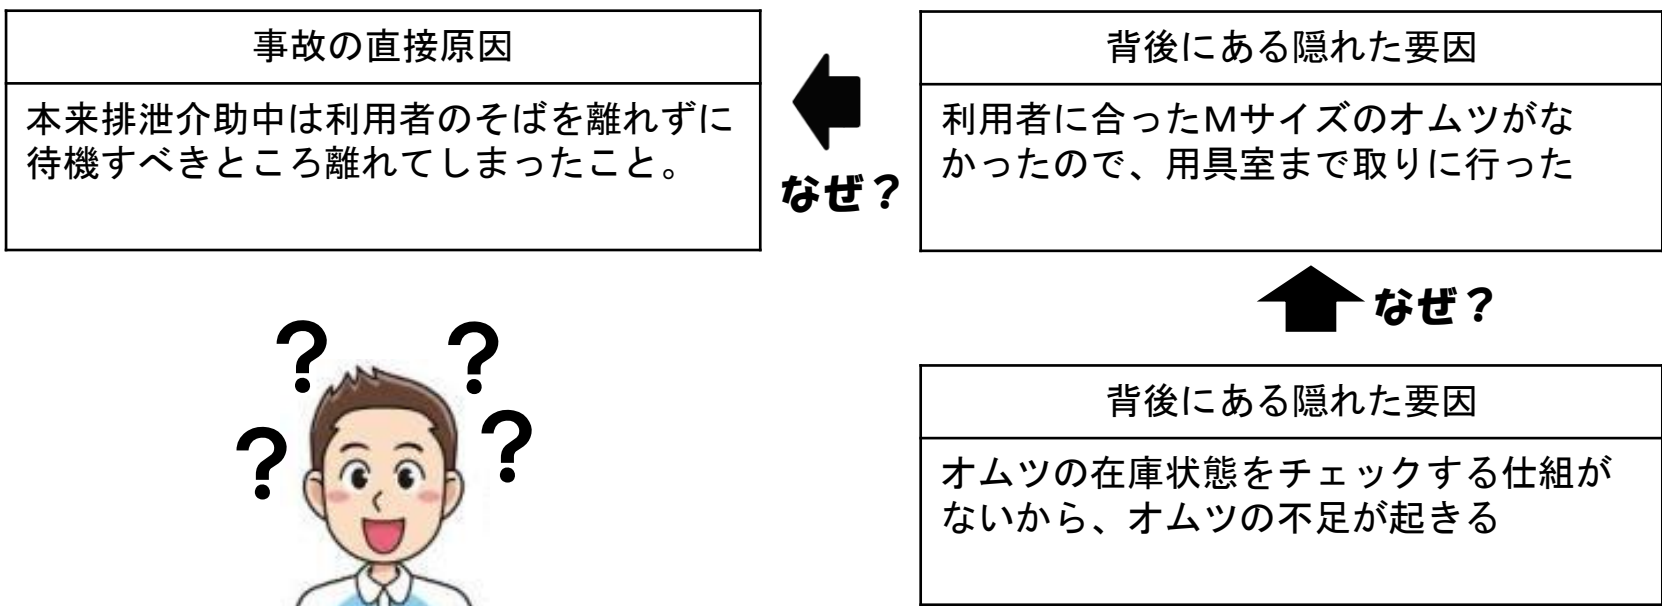 事故の直接原因
本来排泄介助中は利用者のそばを離れずに
待機すべきところ離れてしまったこと。
なぜ？
背後にある隠れた要因
利用者に合ったMサイズのオムツがな
かったので、用具室まで取りに行った
なぜ？
背後にある隠れた要因
オムツの在庫状態をチェックする仕組が
ないから、オムツの不足が起きる
？
？
？
？